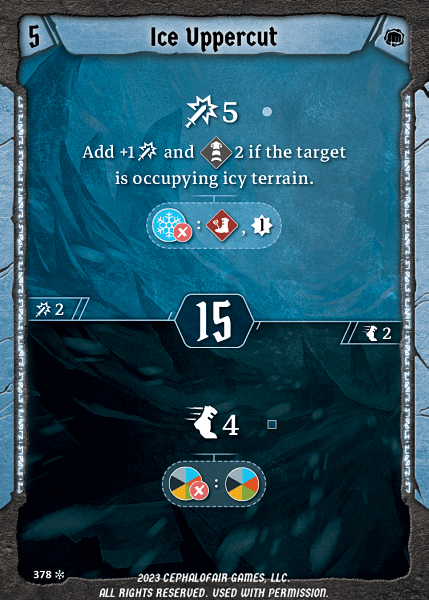 5 Ice Uppercut
5
Add +1 and 2 if the target
is occupying icy terrain.
: , 1
2
15
2
4
:
378
2023 CEPHALOFAIR GAMES, LLC.
ALL RIGHTS RESERVED. USED WITH PERMISSION.